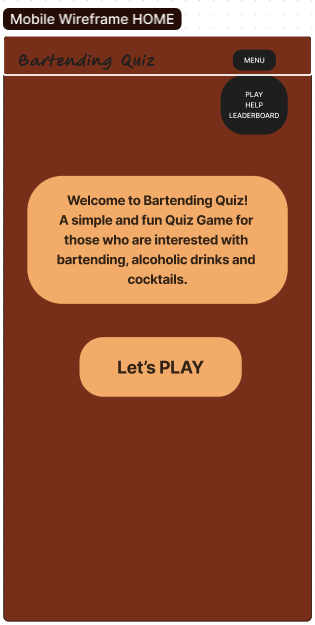 Mobile Wireframe HOME
Bartending Quiz
MENU
PLAY
HELP
LEADERBOARD
Welcome to Bartending Quiz!
A simple and fun Quiz Game for
those who are interested with
bartending, alcoholic drinks and
cocktails.
Let's PLAY